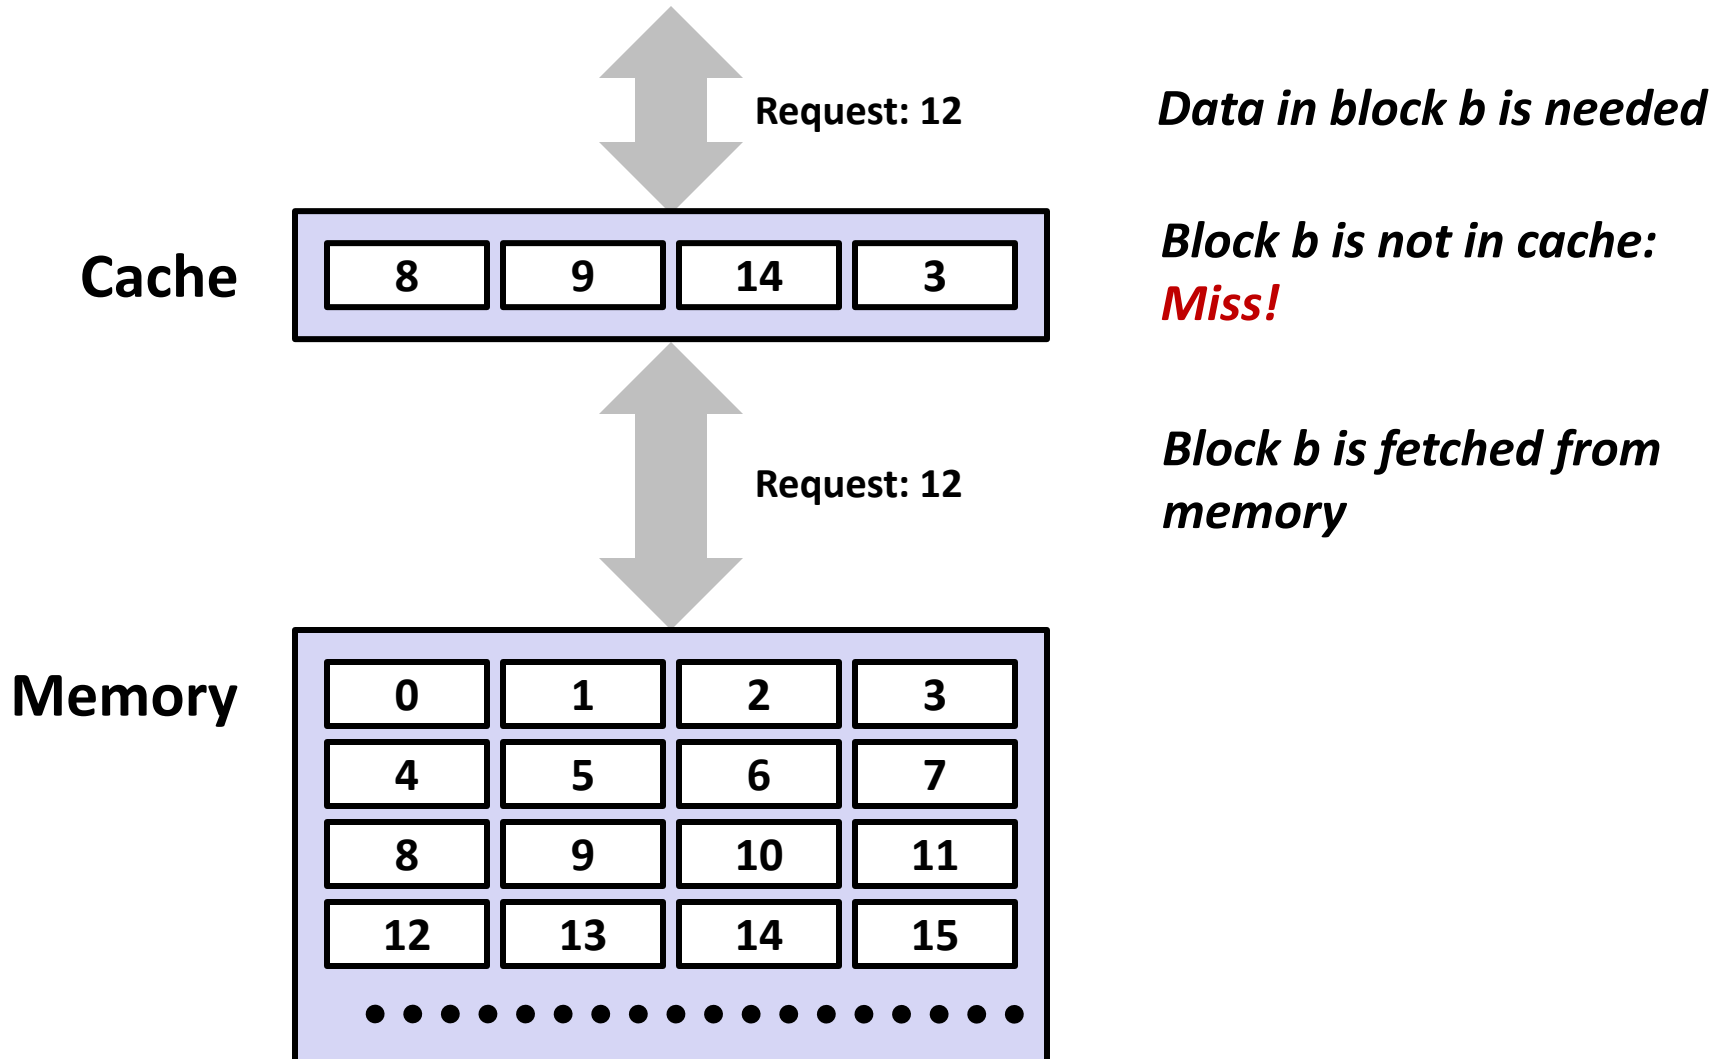 Request: 12
Data in block b is needed
Cache
8 9 14 3
Block b is not in cache:
Miss!
Request: 12
Block b is fetched from
memory
Memory
0 1 2 3
4 5 6 7
8 9 10 11
12 13 14 15